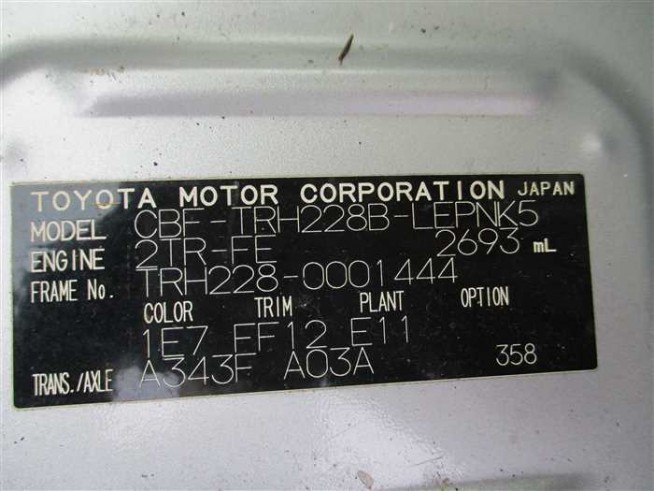 TOYOTA MOTOR CORPORATION JAPAN
MODEL CBF-TRH228B-LEPNK5
ENGINE 2TR-FE 2693 mL
FRAME No. TRH228-0001444
COLOR TRIM PLANT OPTION
1E7 FF12 E11
TRANS./AXLE A343F A03A 358